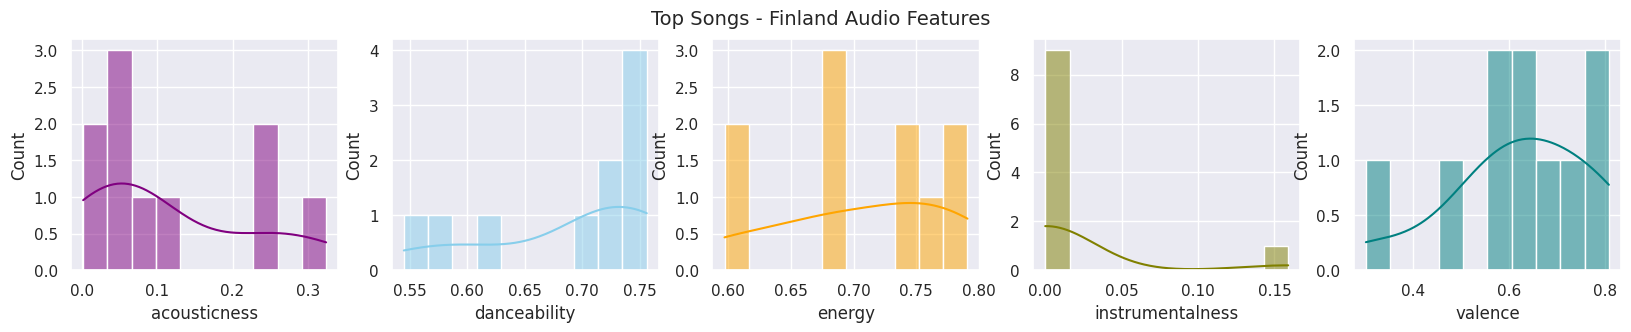 Top Songs - Finland Audio Features
3.0
2.5
2.0
1.5
1.0
0.5
0.0
Count
0.0 0.1 0.2 0.3
acousticness
4
3
2
1
0
Count
0.55 0.60 0.65 0.70 0.75
danceability
3.0
2.5
2.0
1.5
1.0
0.5
0.0
Count
0.60 0.65 0.70 0.75 0.80
energy
8
6
4
2
0
Count
0.00 0.05 0.10 0.15
instrumentalness
2.0
1.5
1.0
0.5
0.0
Count
0.4 0.6 0.8
valence